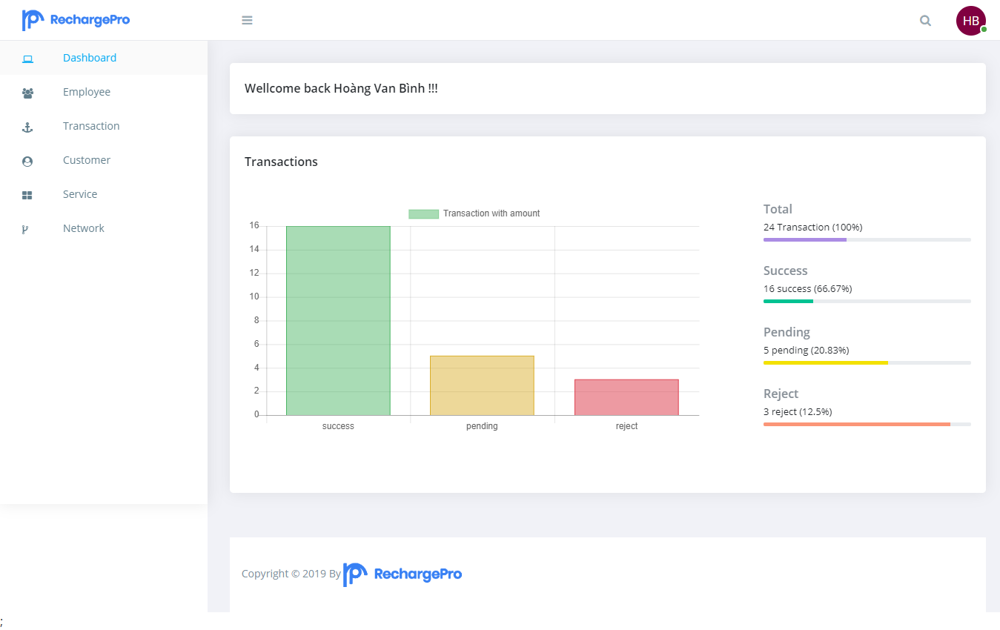 RechargePro
HB
Dashboard
Employee
Transaction
Customer
Service
Network
Wellcome back Hoàng Van Bình !!!
Transactions
Transaction with amount
16
14
12
10
8
6
4
2
0
success pending reject
Total
24 Transaction (100%)
Success
16 success (66.67%)
Pending
5 pending (20.83%)
Reject
3 reject (12.5%)
Copyright © 2019 By RechargePro
;